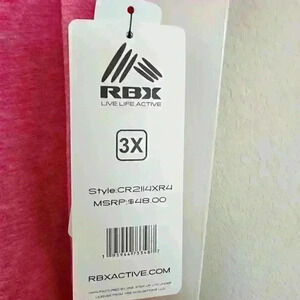 RBX
LIVE LIFE ACTIVE
3X
Style:CR2114XR4
MSRP:$48.00
RBXACTIVE.COM